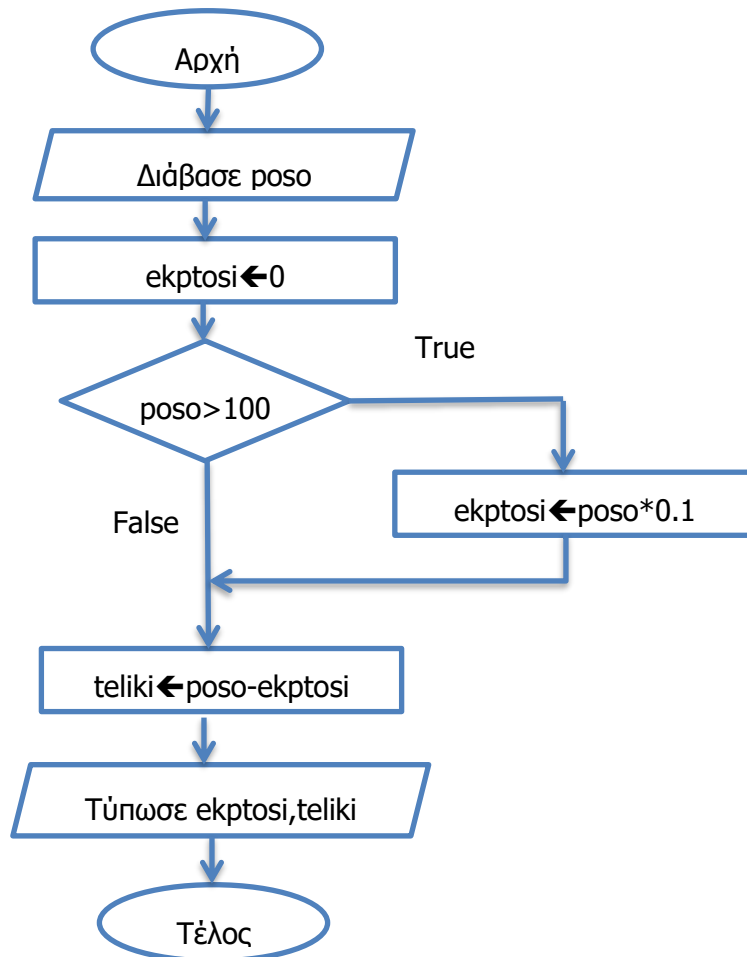 Αρχή
Διάβασε poso
ekptosi🡸0
True
poso>100
ekptosi🡸poso*0.1
False
teliki🡸poso-ekptosi
Τύπωσε ekptosi,teliki
Τέλος